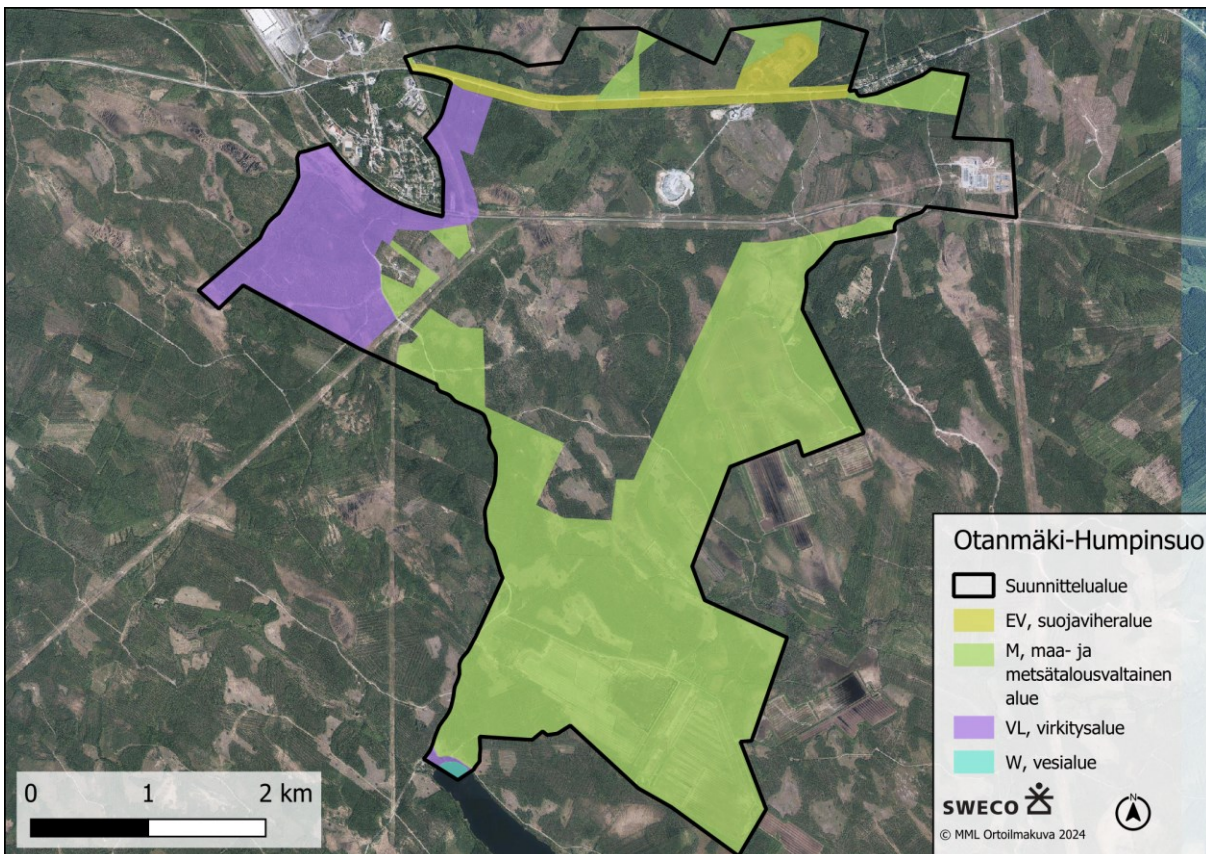 Otanmäki-Humpinsuo
Suunnittelualue
EV, suojaviheralue
M, maa- ja
metsätalousvaltainen
alue
VL, virkitysalue
W, vesialue
0 1 2 km
SWECO
N
© MML Ortoilmakuva 2024